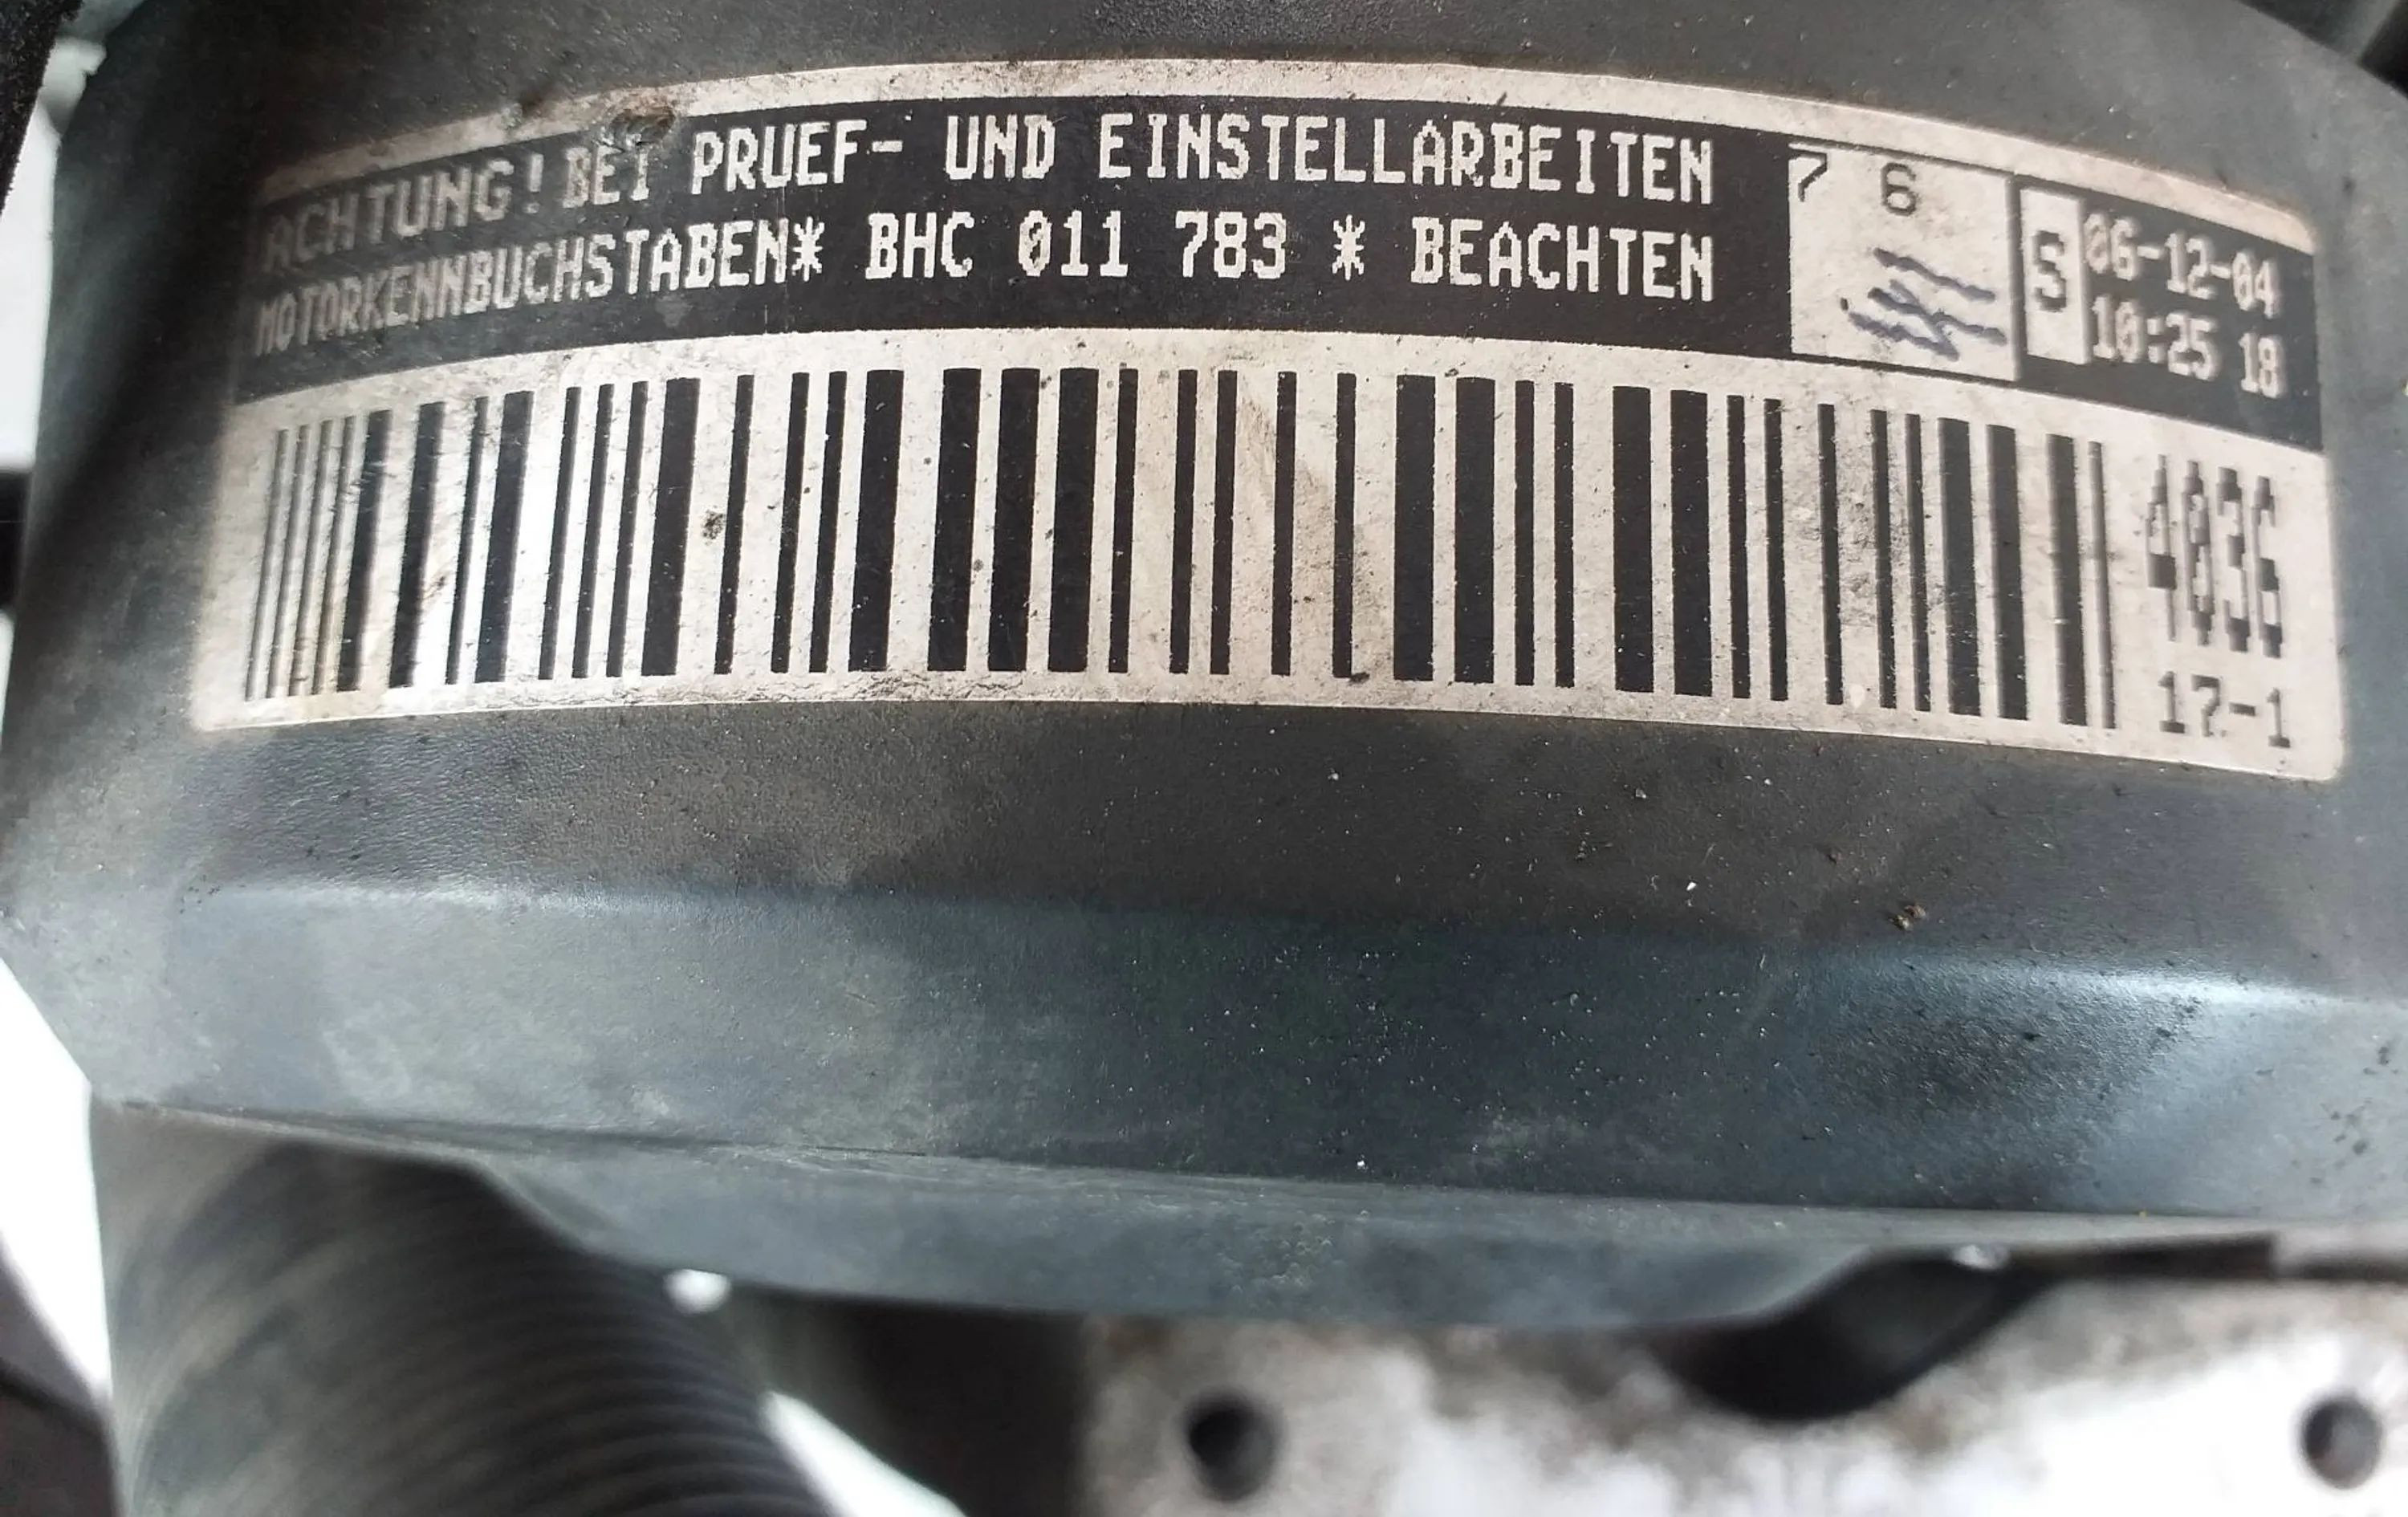 ACHTUNG! BEI PRUEF- UND EINSTELLARBEITEN
MOTORKENNBUCHSTABEN* BHC 011 783 * BEACHTEN
7 6
S
06-12-04
10:25 18
4036
17-1